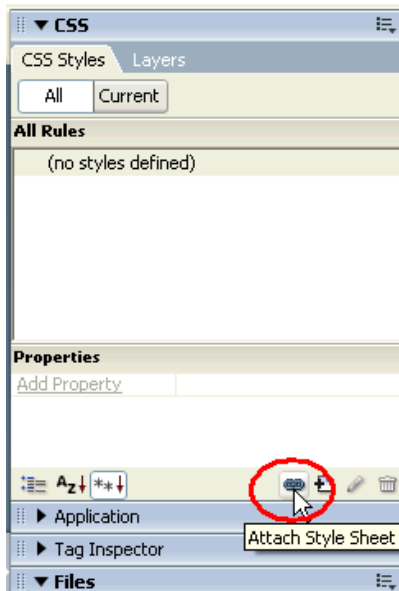 CSS
CSS Styles Layers
All Current
All Rules
(no styles defined)
Properties
Add Property
Az **
Application
Attach Style Sheet
Tag Inspector
Files